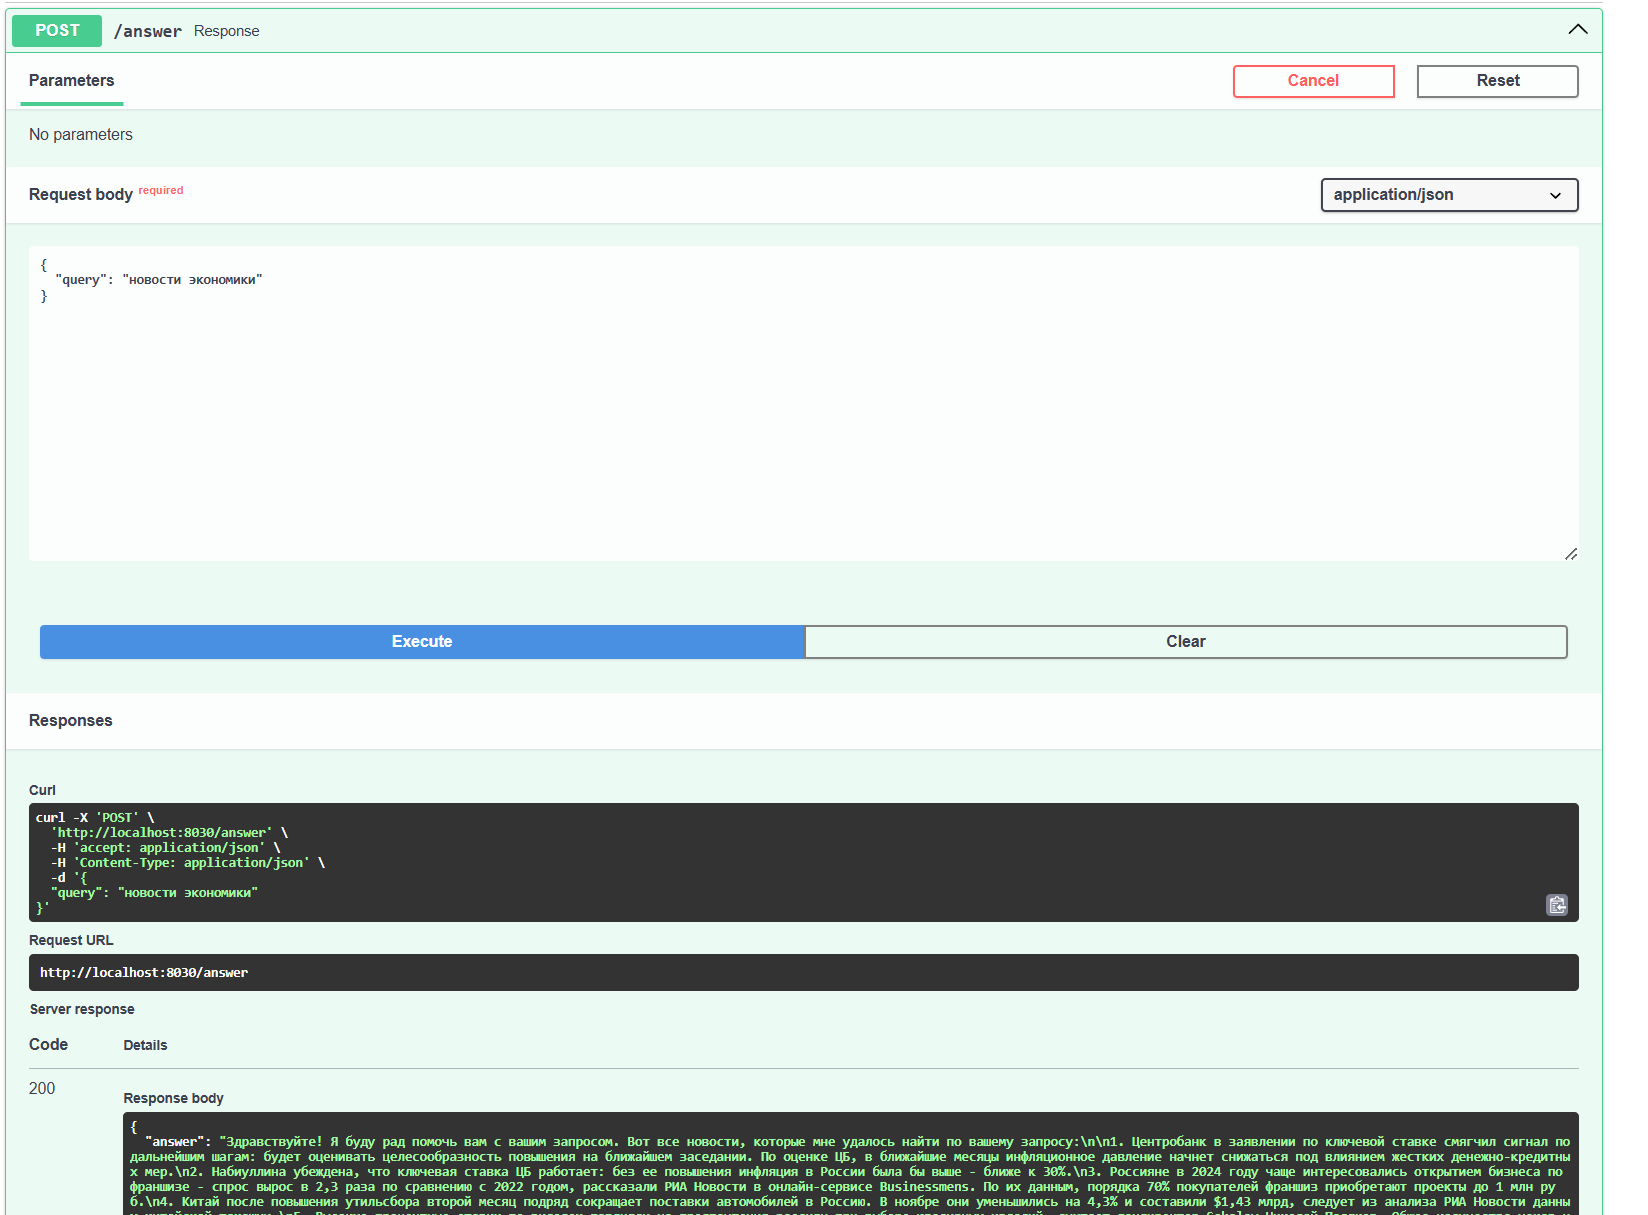 POST /answer Response
Parameters
Cancel
Reset
No parameters
Request body required
application/json
{
"query": "новости экономики"
}
Execute
Clear
Responses
Curl
curl -X 'POST' \
'http://localhost:8030/answer' \
-H 'accept: application/json' \
-H 'Content-Type: application/json' \
-d '{
"query": "новости экономики"
}'
Request URL
http://localhost:8030/answer
Server response
Code Details
200
Response body
{
"answer": "Здравствуйте! Я буду рад помочь вам с вашим запросом. Вот все новости, которые мне удалось найти по вашему запросу:\n\n1. Центробанк в заявлении по ключевой ставке смягчил сигнал по
дальнейшим шагам: будет оценивать целесообразность повышения на ближайшем заседании. По оценке ЦБ, в ближайшие месяцы инфляционное давление начнет снижаться под влиянием жестких денежно-кредитны
х мер.\n2. Набиуллина убеждена, что ключевая ставка ЦБ работает: без ее повышения инфляция в России была бы выше - ближе к 30%.\n3. Россияне в 2024 году чаще интересовались открытием бизнеса по
франшизе - спрос вырос в 2,3 раза по сравнению с 2022 годом, рассказали РИА Новости в онлайн-сервисе Businessmens. По их данным, порядка 70% покупателей франшиз приобретают проекты до 1 млн ру
б.\n4. Китай после повышения утильсбора второй месяц подряд сокращает поставки автомобилей в Россию. В ноябре они уменьшились на 4,3% и составили $1,43 млрд, следует из анализа РИА Новости данны